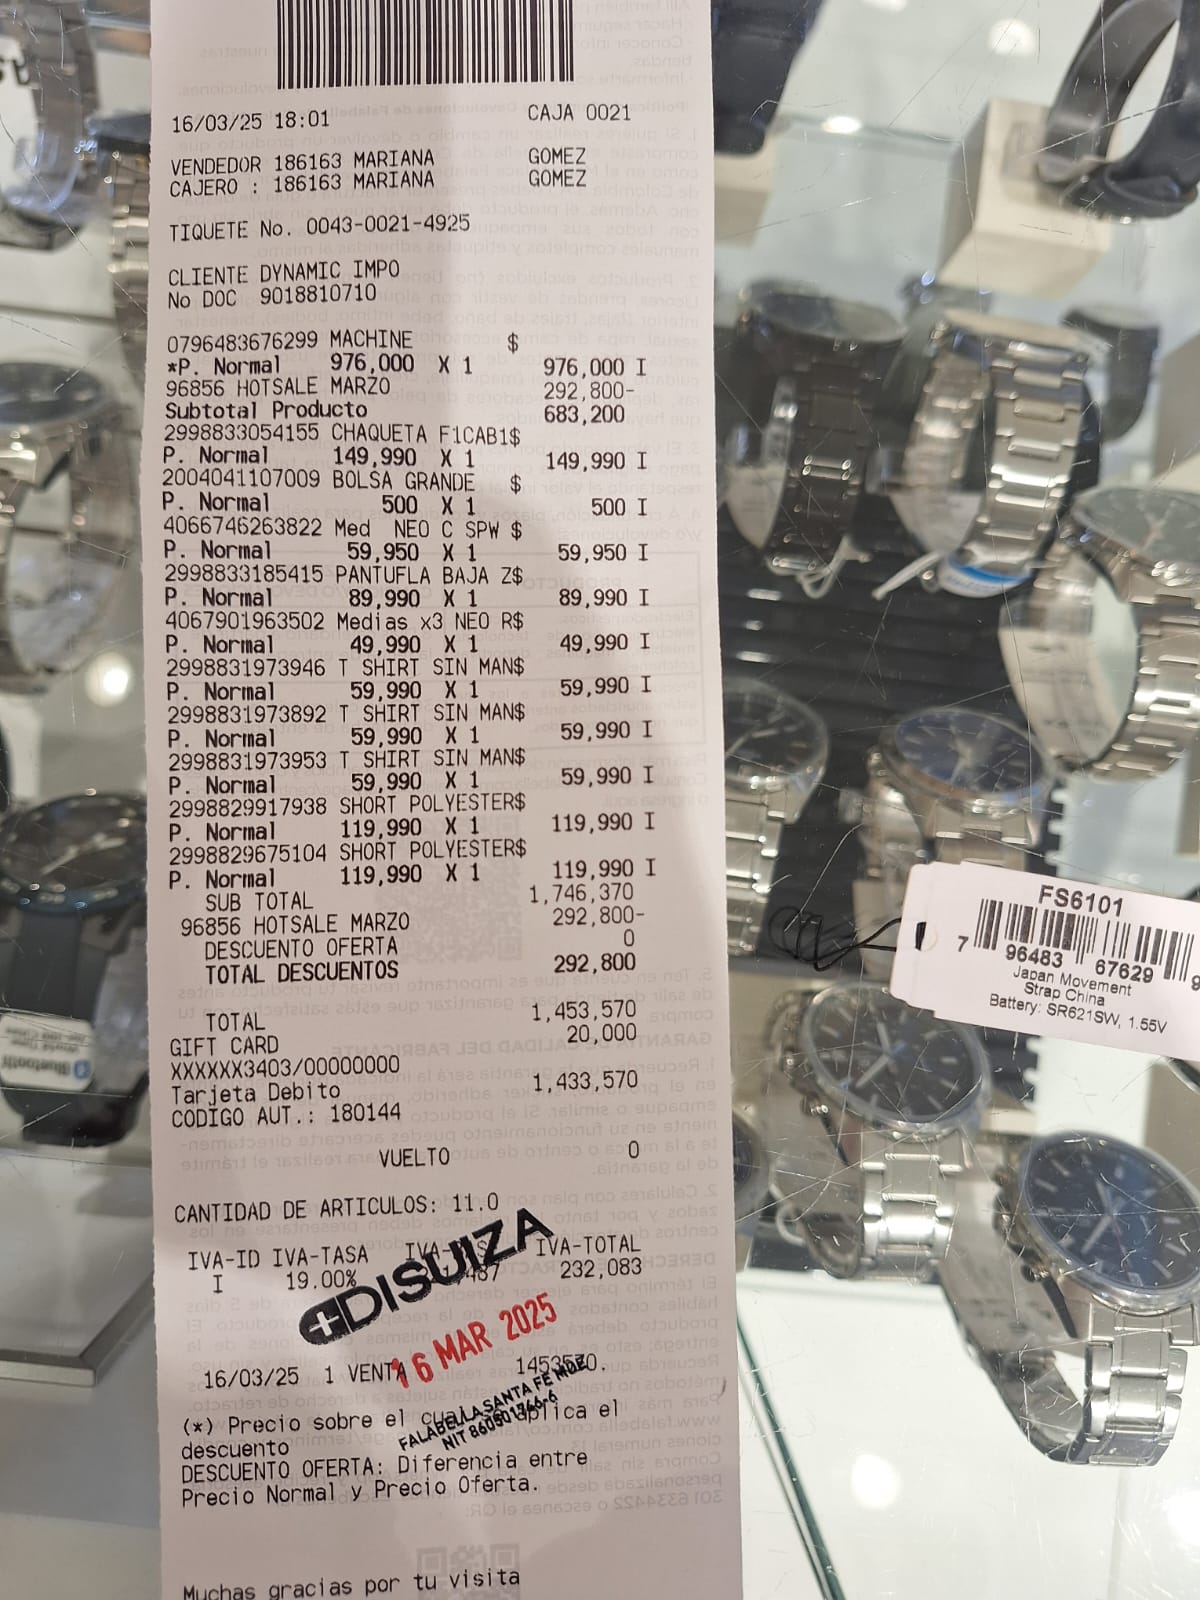 16/03/25 18:01 CAJA 0021
VENDEDOR 186163 MARIANA GOMEZ
CAJERO : 186163 MARIANA GOMEZ
TIQUETE No. 0043-0021-4925
CLIENTE DYNAMIC IMPO
No DOC 9018810710
0796483676299 MACHINE $
*P. Normal 976,000 X 1 976,000 I
96856 HOTSALE MARZO 292,800-
Subtotal Producto 683,200
2998833054155 CHAQUETA F1CAB1$
P. Normal 149,990 X 1 149,990 I
2004041107009 BOLSA GRANDE $
P. Normal 500 X 1 500 I
4066746263822 Med NEO C SPW $
P. Normal 59,950 X 1 59,950 I
2998833185415 PANTUFLA BAJA Z$
P. Normal 89,990 X 1 89,990 I
4067901963502 Medias x3 NEO R$
P. Normal 49,990 X 1 49,990 I
2998831973946 T SHIRT SIN MAN$
P. Normal 59,990 X 1 59,990 I
2998831973892 T SHIRT SIN MAN$
P. Normal 59,990 X 1 59,990 I
2998831973953 T SHIRT SIN MAN$
P. Normal 59,990 X 1 59,990 I
2998829917938 SHORT POLYESTER$
P. Normal 119,990 X 1 119,990 I
2998829675104 SHORT POLYESTER$
P. Normal 119,990 X 1 119,990 I
SUB TOTAL 1,746,370
96856 HOTSALE MARZO 292,800-
DESCUENTO OFERTA 0
TOTAL DESCUENTOS 292,800
TOTAL 1,453,570
GIFT CARD 20,000
XXXXXX3403/00000000
Tarjeta Debito 1,433,570
CODIGO AUT.: 180144
VUELTO 0
CANTIDAD DE ARTICULOS: 11.0
IVA-ID IVA-TASA IVA-TOTAL
I 19.00% 232,083
DISUIZA
16 MAR 2025
16/03/25 1 VENTA 1453570.
FALABELLA SANTA FE MDE
NIT
(*) Precio sobre el cual se aplica el
descuento
DESCUENTO OFERTA: Diferencia entre
Precio Normal y Precio Oferta.
Muchas gracias por tu visita
FS6101
7 96483 67629 9
Japan Movement
Strap China
Battery: SR621SW, 1.55V
Bluetooth